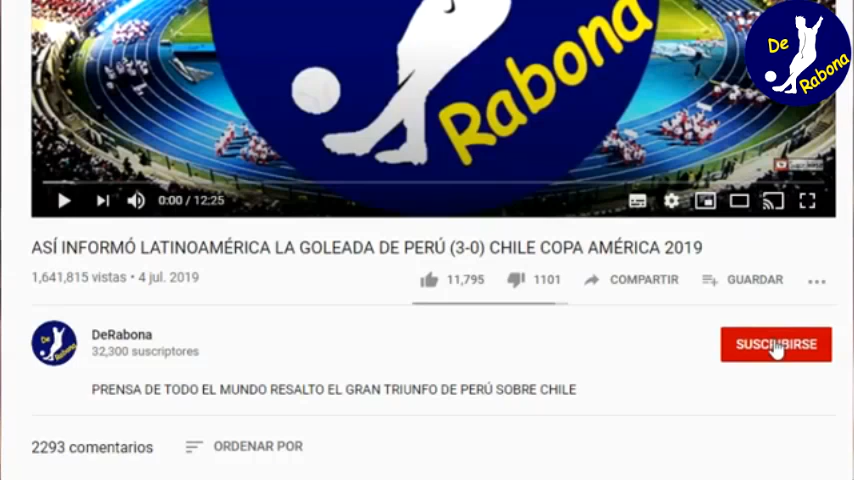 De
Rabona
Rabona
0:00 / 12:25
ASÍ INFORMÓ LATINOAMÉRICA LA GOLEADA DE PERÚ (3-0) CHILE COPA AMÉRICA 2019
1,641,815 vistas • 4 jul. 2019
11,795 1101 COMPARTIR GUARDAR
DeRabona
32,300 suscriptores
SUSCRIBIRSE
De
Rabona
PRENSA DE TODO EL MUNDO RESALTO EL GRAN TRIUNFO DE PERÚ SOBRE CHILE
2293 comentarios ORDENAR POR